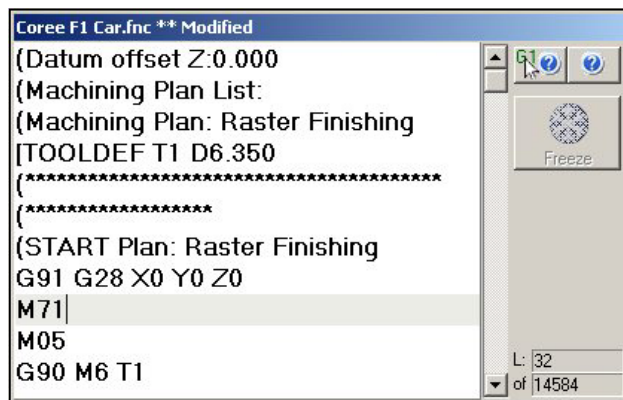 Coree F1 Car.fnc ** Modified
(Datum offset Z:0.000
(Machining Plan List:
(Machining Plan: Raster Finishing
[TOOLDEF T1 D6.350
(****************************************
(******************
(START Plan: Raster Finishing
G91 G28 X0 Y0 Z0
M71
M05
G90 M6 T1
G1
Freeze
L: 32
of 14584